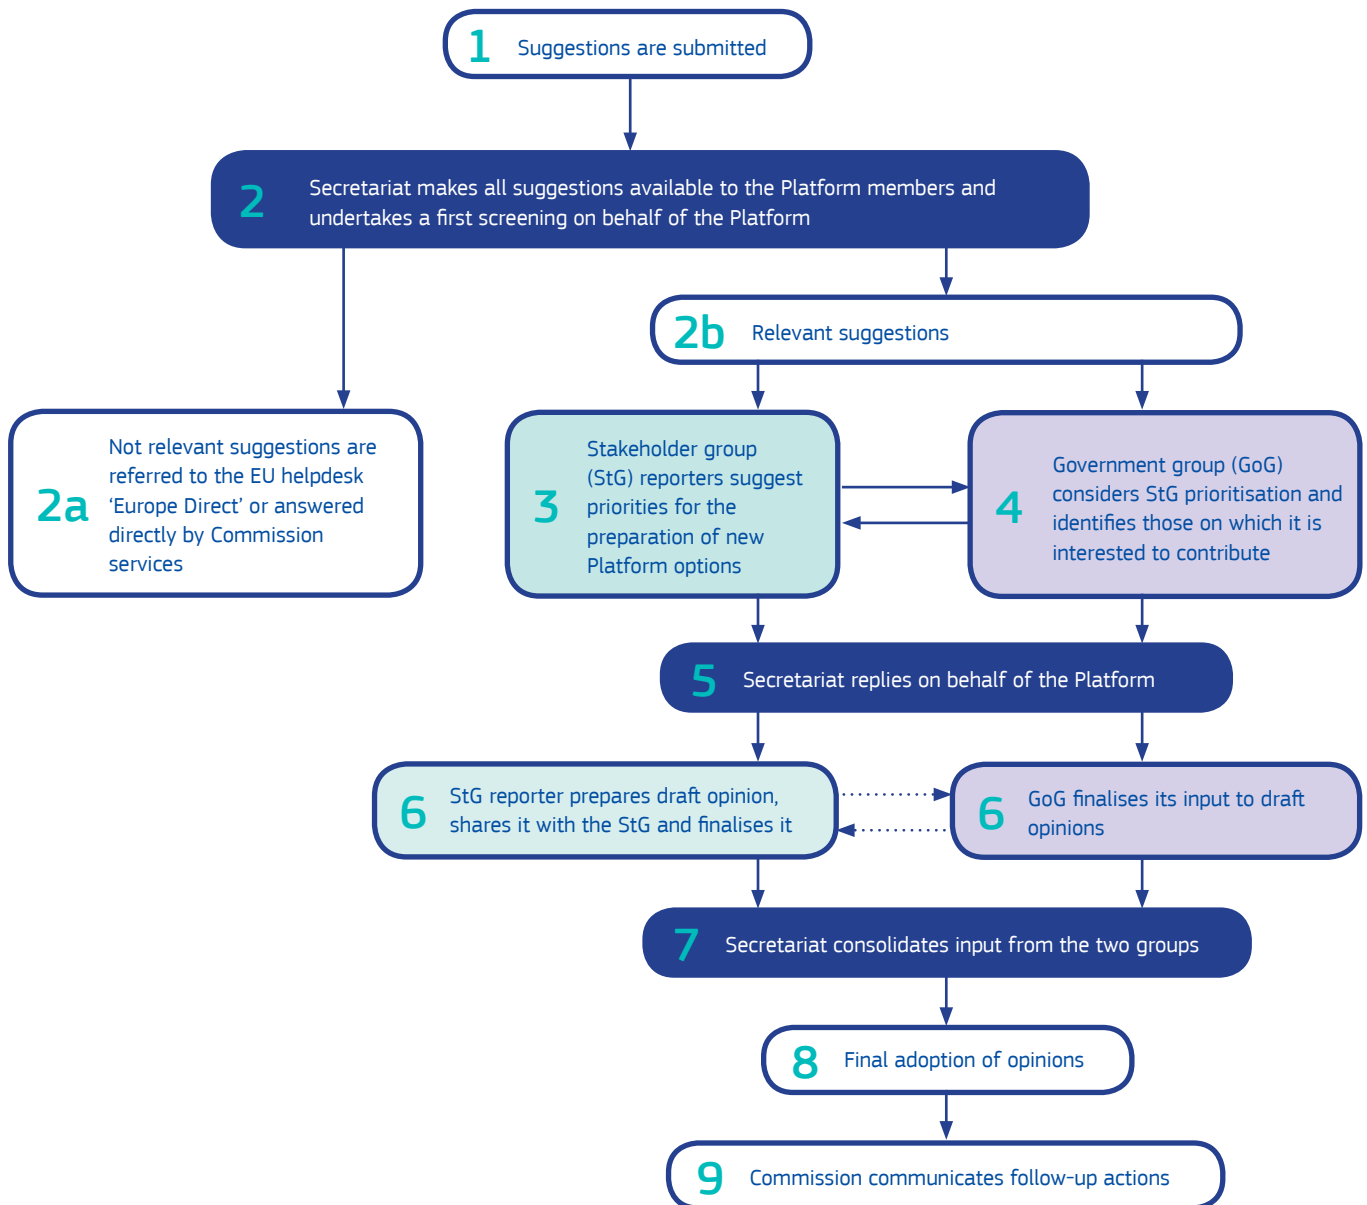 1 Suggestions are submitted
2 Secretariat makes all suggestions available to the Platform members and
undertakes a first screening on behalf of the Platform
2b Relevant suggestions
2a Not relevant suggestions are
referred to the EU helpdesk
‘Europe Direct’ or answered
directly by Commission
services
3 Stakeholder group
(StG) reporters suggest
priorities for the
preparation of new
Platform options
4 Government group (GoG)
considers StG prioritisation and
identifies those on which it is
interested to contribute
5 Secretariat replies on behalf of the Platform
6 StG reporter prepares draft opinion,
shares it with the StG and finalises it
6 GoG finalises its input to draft
opinions
7 Secretariat consolidates input from the two groups
8 Final adoption of opinions
9 Commission communicates follow-up actions